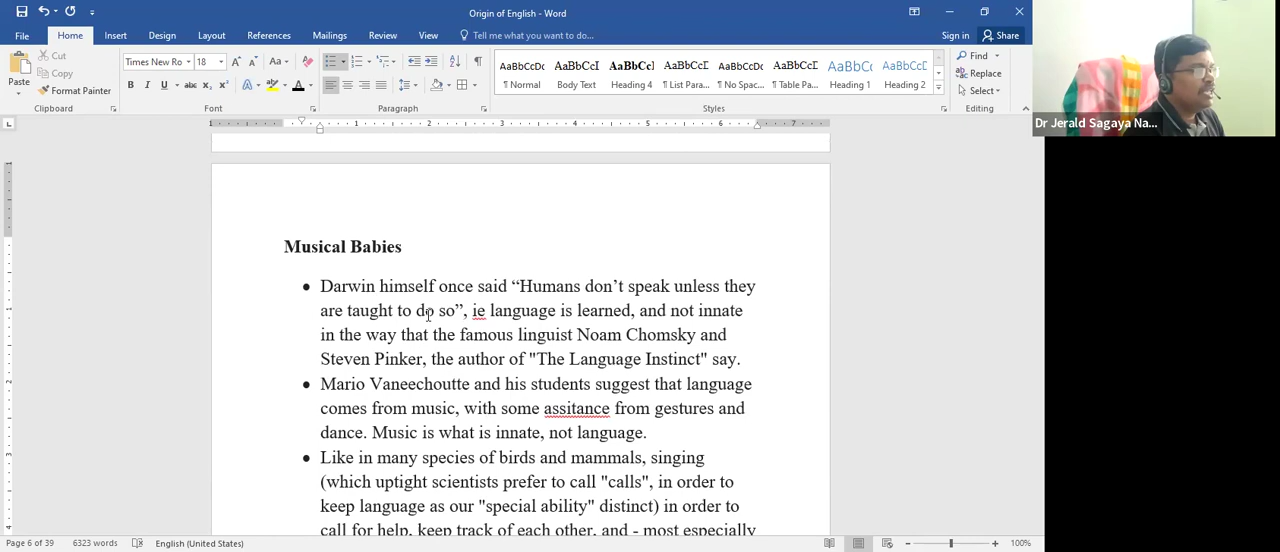 Origin of English - Word
File Home Insert Design Layout References Mailings Review View Tell me what you want to do... Sign in Share
Paste Cut Times New Ro 18 Aa AaBbCcDc AaBbCcI AaBbCcI AaBbCcI AaBbCcDc AaBbCcI AaBbC AaBbCcI Find
Copy ¶ Normal Body Text Heading 4 ¶ List Para... ¶ No Spac... ¶ Table Pa... Heading 1 Heading 2 Replace
Format Painter B I U Select
Clipboard Font Paragraph Styles Editing
Dr Jerald Sagaya Na...
Musical Babies
• Darwin himself once said “Humans don’t speak unless they
are taught to do so”, ie language is learned, and not innate
in the way that the famous linguist Noam Chomsky and
Steven Pinker, the author of "The Language Instinct" say.
• Mario Vaneechoutte and his students suggest that language
comes from music, with some assitance from gestures and
dance. Music is what is innate, not language.
• Like in many species of birds and mammals, singing
(which uptight scientists prefer to call "calls", in order to
keep language as our "special ability" distinct) in order to
call for help, keep track of each other, and - most especially
Page 6 of 39 6323 words English (United States) 100%